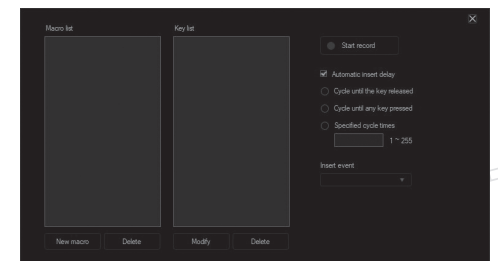 Macro list
Key list
Start record
Automatic insert delay
Cycle until the key released
Cycle until any key pressed
Specified cycle times
1 ~ 255
Insert event
New macro
Delete
Modify
Delete